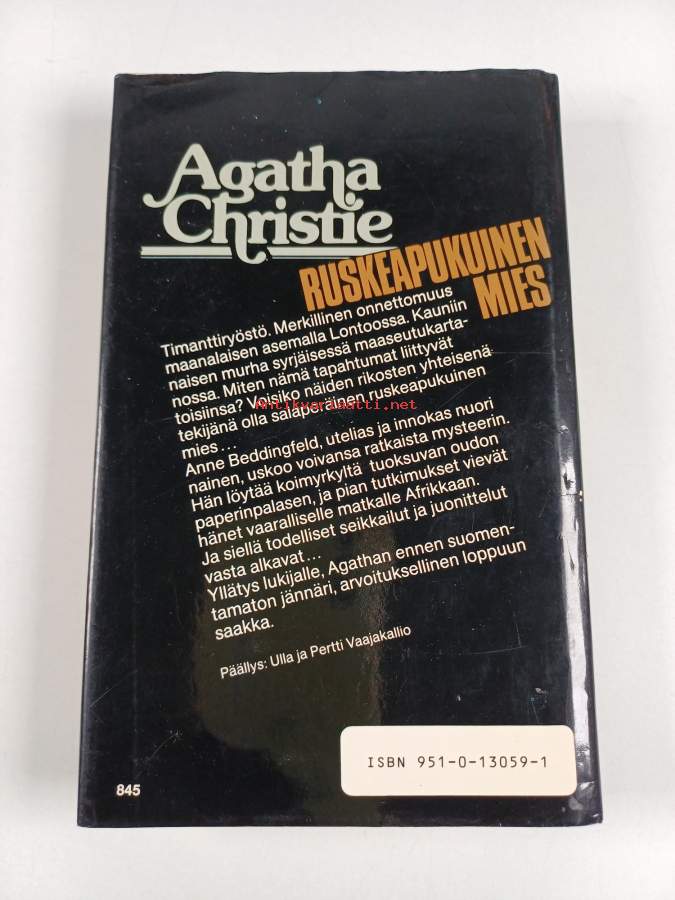 Agatha
Christie
RUSKEAPUKUINEN
MIES
Timanttiryöstö. Merkillinen onnettomuus
maanalaisen asemalla Lontoossa. Kauniin
naisen murha syrjäisessä maaseutukarta-
nossa. Miten nämä tapahtumat liittyvät
toisiinsa? Voisiko näiden rikosten yhteisenä
tekijänä olla salaperäinen ruskeapukuinen
mies...
Antikvariaatti.net
Anne Beddingfeld, utelias ja innokas nuori
nainen, uskoo voivansa ratkaista mysteerin.
Hän löytää koimyrkyltä tuoksuvan oudon
paperinpalasen, ja pian tutkimukset vievät
hänet vaaralliselle matkalle Afrikkaan.
Ja siellä todelliset seikkailut ja juonittelut
vasta alkavat...
Yllätys lukijalle, Agathan ennen suomen-
tamaton jännäri, arvoituksellinen loppuun
saakka.
Päällys: Ulla ja Pertti Vaajakallio
ISBN 951-0-13059-1
845